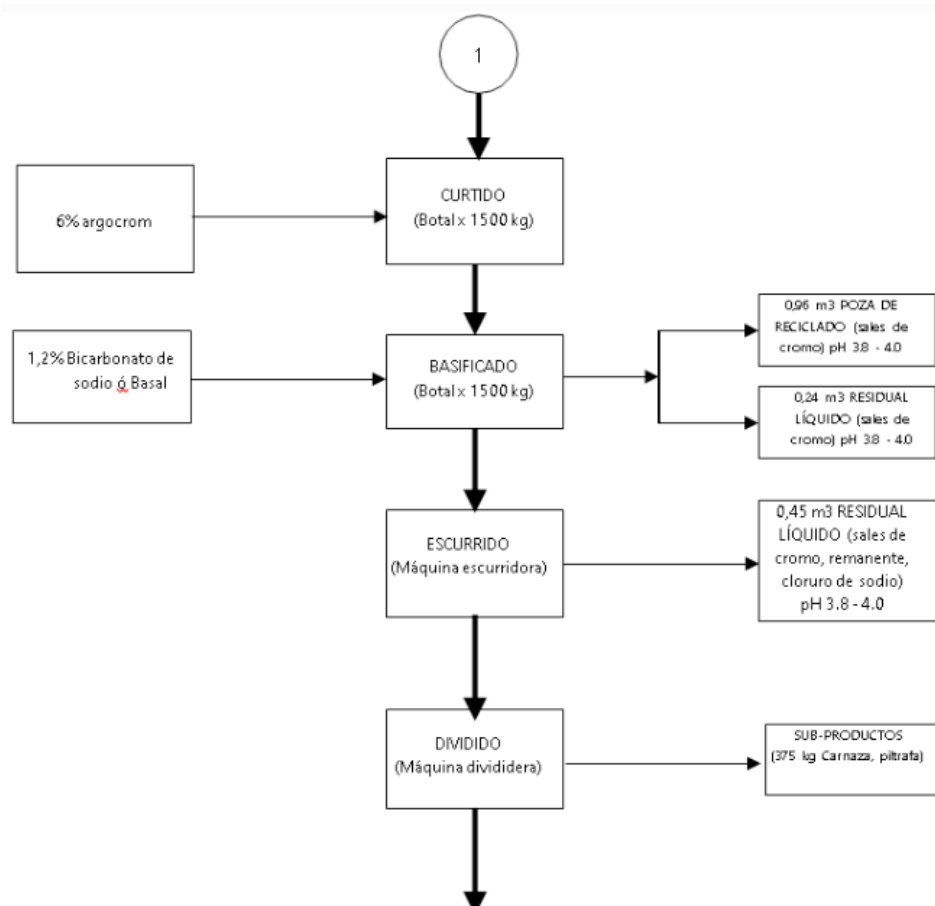 1
CURTIDO
(Botal x 1500 kg)
6% argocrom
BASIFICADO
(Botal x 1500 kg)
1,2% Bicarbonato de
sodio ó Basal
0,96 m3 POZA DE
RECICLADO (sales de
cromo) pH 3.8 - 4.0
0,24 m3 RESIDUAL
LÍQUIDO (sales de
cromo) pH 3.8 - 4.0
ESCURRIDO
(Máquina escurridora)
0,45 m3 RESIDUAL
LÍQUIDO (sales de
cromo, remanente,
cloruro de sodio)
pH 3.8 - 4.0
DIVIDIDO
(Máquina divididera)
SUB-PRODUCTOS
(375 kg Carnaza, piltrafa)